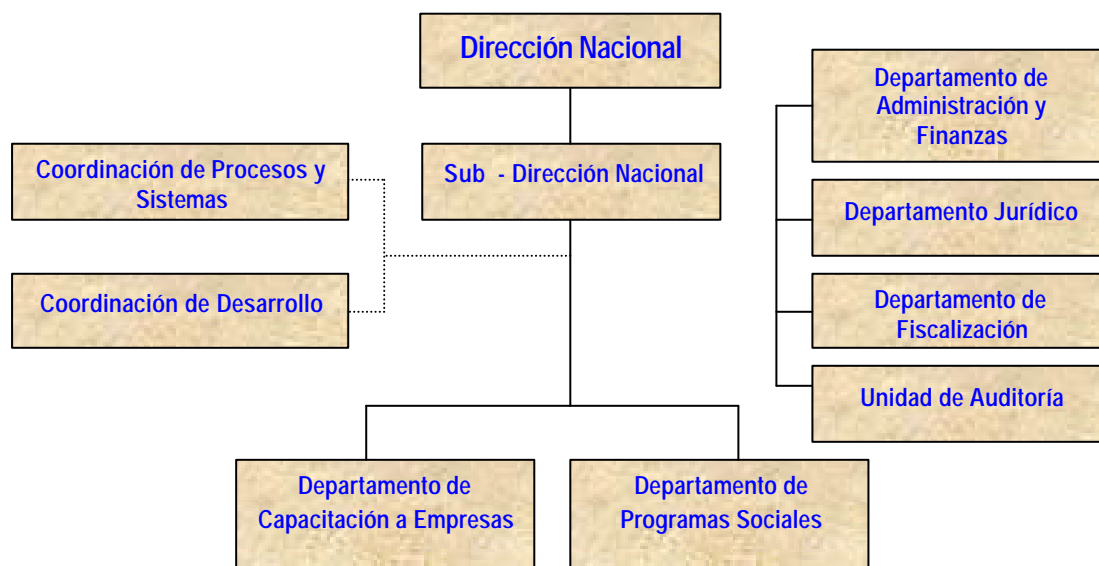 Dirección Nacional
Departamento de
Administración y
Finanzas
Coordinación de Procesos y
Sistemas
Sub - Dirección Nacional
Departamento Jurídico
Coordinación de Desarrollo
Departamento de
Fiscalización
Unidad de Auditoría
Departamento de
Capacitación a Empresas
Departamento de
Programas Sociales